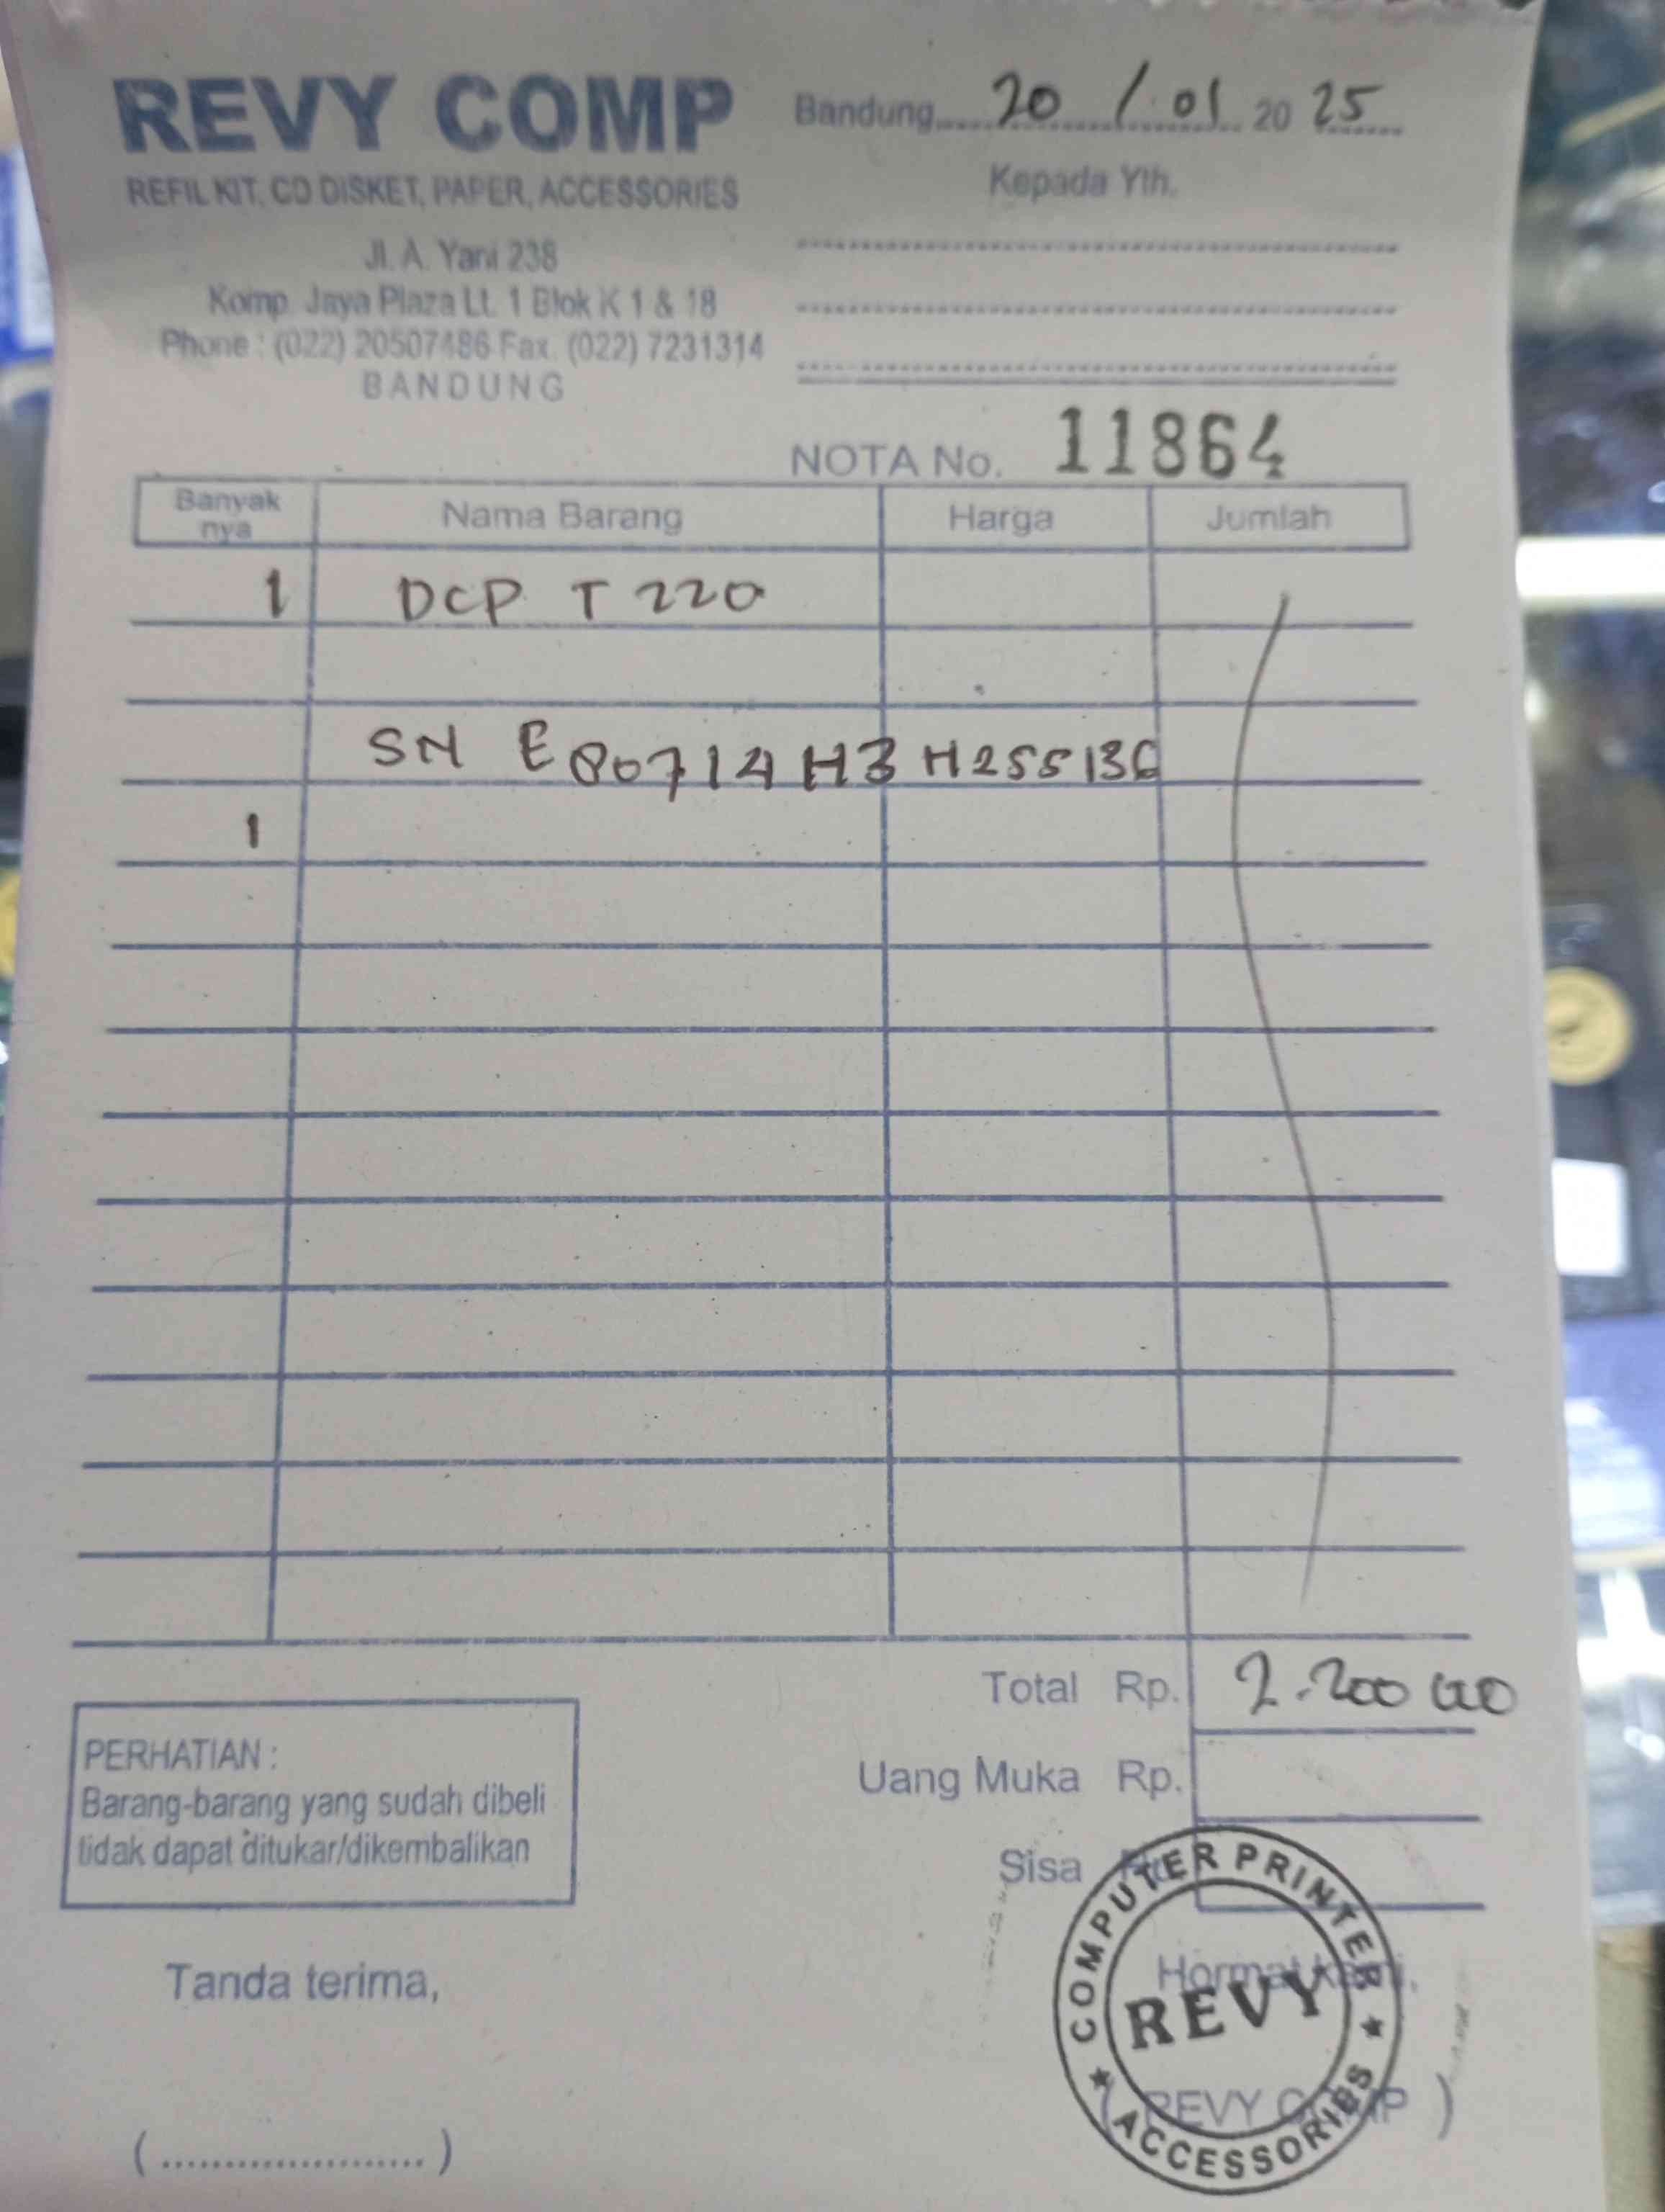 REVY COMP
REFIL KIT, CD DISKET, PAPER, ACCESSORIES
Jl. A. Yani 238
Komp. Jaya Plaza Lt. 1 Blok K 1 & 18
Phone : (022) 20507486 Fax. (022) 7231314
BANDUNG
Bandung, 20 / 01 20 25
Kepada Yth.
NOTA No. 11864
Banyak nya Nama Barang Harga Jumlah
1 DCP T220
SN E80714H3H255136
1
Total Rp. 2.200 000
Uang Muka Rp.
Sisa
PERHATIAN :
Barang-barang yang sudah dibeli
tidak dapat ditukar/dikembalikan
Tanda terima,
Hormat kami,
( REVY COMP )
COMPUTER PRINTER
REVY
ACCESSORIES